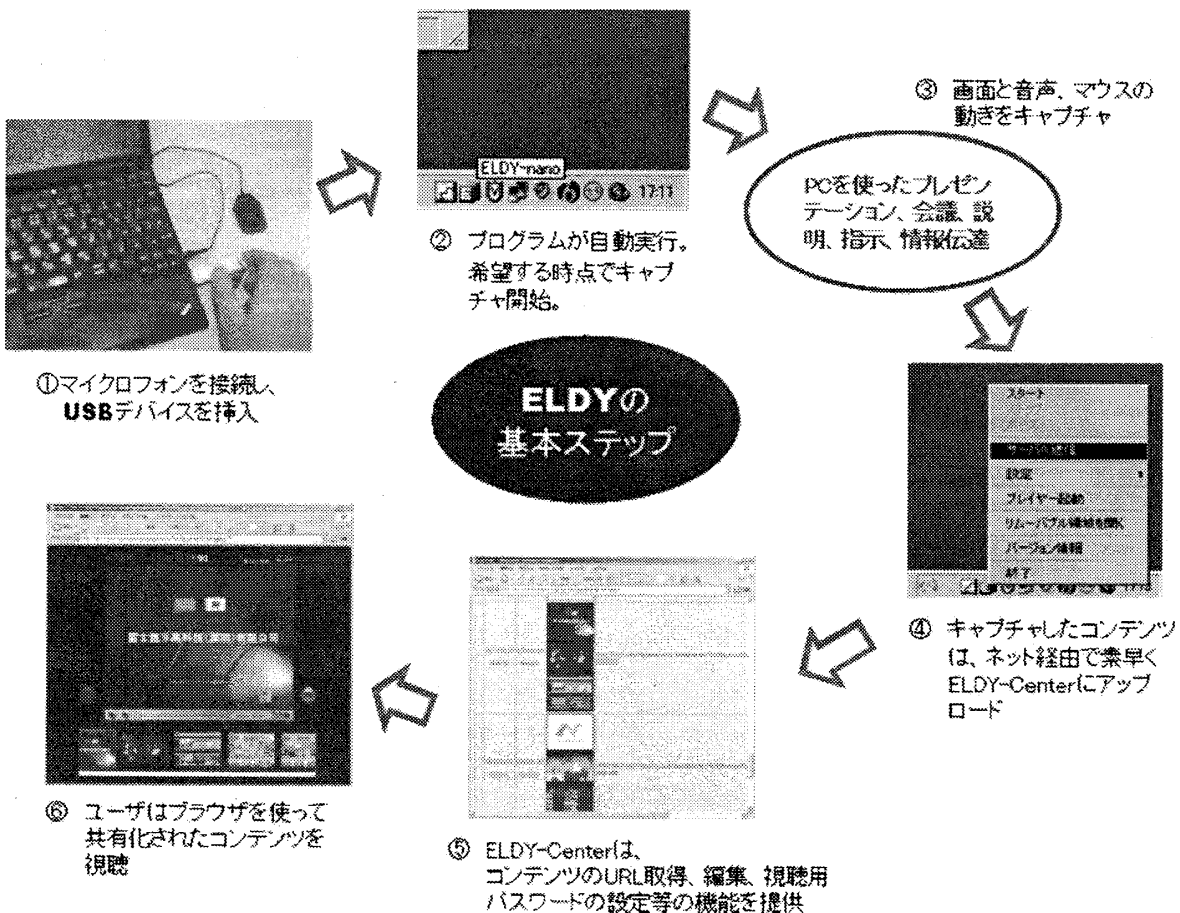 ①マイクロフォンを接続し、
USBデバイスを挿入
ELDY-nano
17:11
② プログラムが自動実行。
希望する時点でキャプ
チャ開始。
③ 画面と音声、マウスの
動きをキャプチャ
PCを使ったプレゼン
テーション、会議、説
明、指示、情報伝達
ELDYの
基本ステップ
スタート
サーバへ送信
設定
プレイヤー起動
リムーバブル領域を開く
バージョン情報
終了
④ キャプチャしたコンテンツ
は、ネット経由で素早く
ELDY-Centerにアップ
ロード
⑤ ELDY-Centerは、
コンテンツのURL取得、編集、視聴用
パスワードの設定等の機能を提供
⑥ ユーザはブラウザを使って
共有化されたコンテンツを
視聴